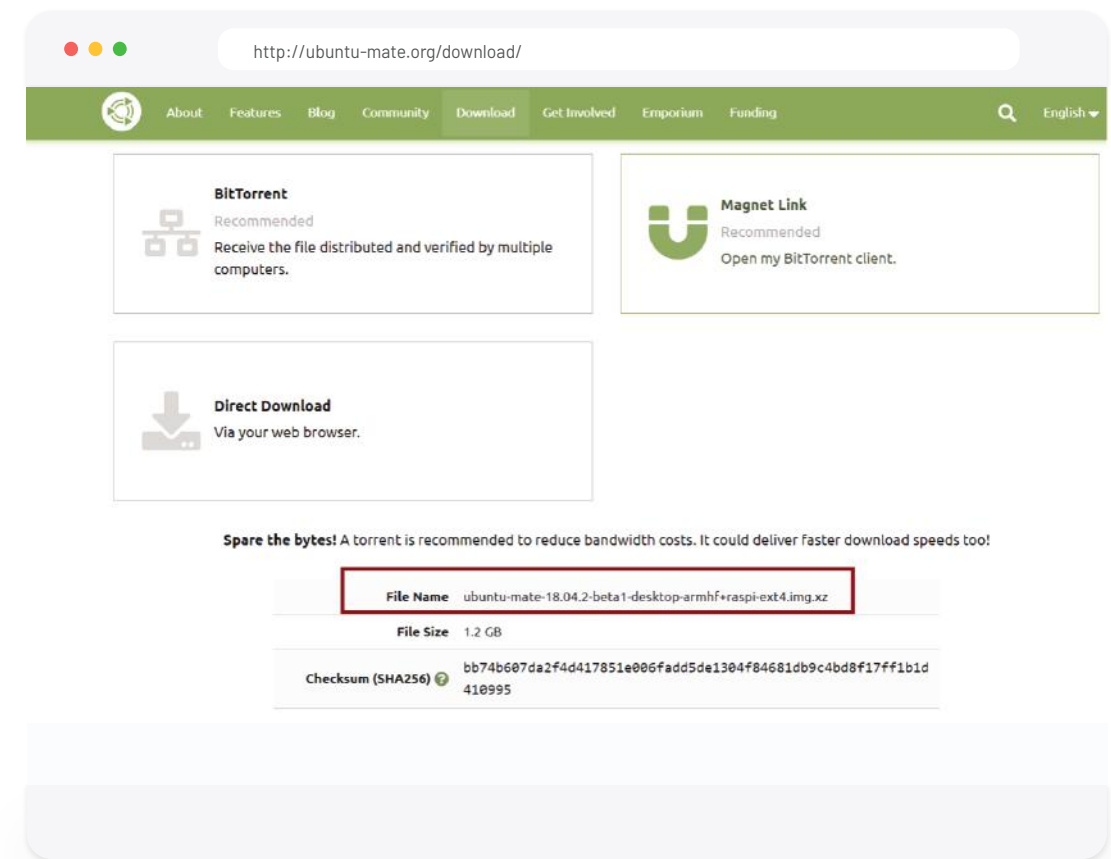 http://ubuntu-mate.org/download/
About Features Blog Community Download Get Involved Emporium Funding English
BitTorrent
Recommended
Receive the file distributed and verified by multiple
computers.
Magnet Link
Recommended
Open my BitTorrent client.
Direct Download
Via your web browser.
Spare the bytes! A torrent is recommended to reduce bandwidth costs. It could deliver faster download speeds too!
File Name ubuntu-mate-18.04.2-beta1-desktop-armhf+raspi-ext4.img.xz
File Size 1.2 GB
Checksum (SHA256) ? bb74b607da2f4d417851e006fadd5de1304f84681db9c4bd8f17ff1b1d
410995